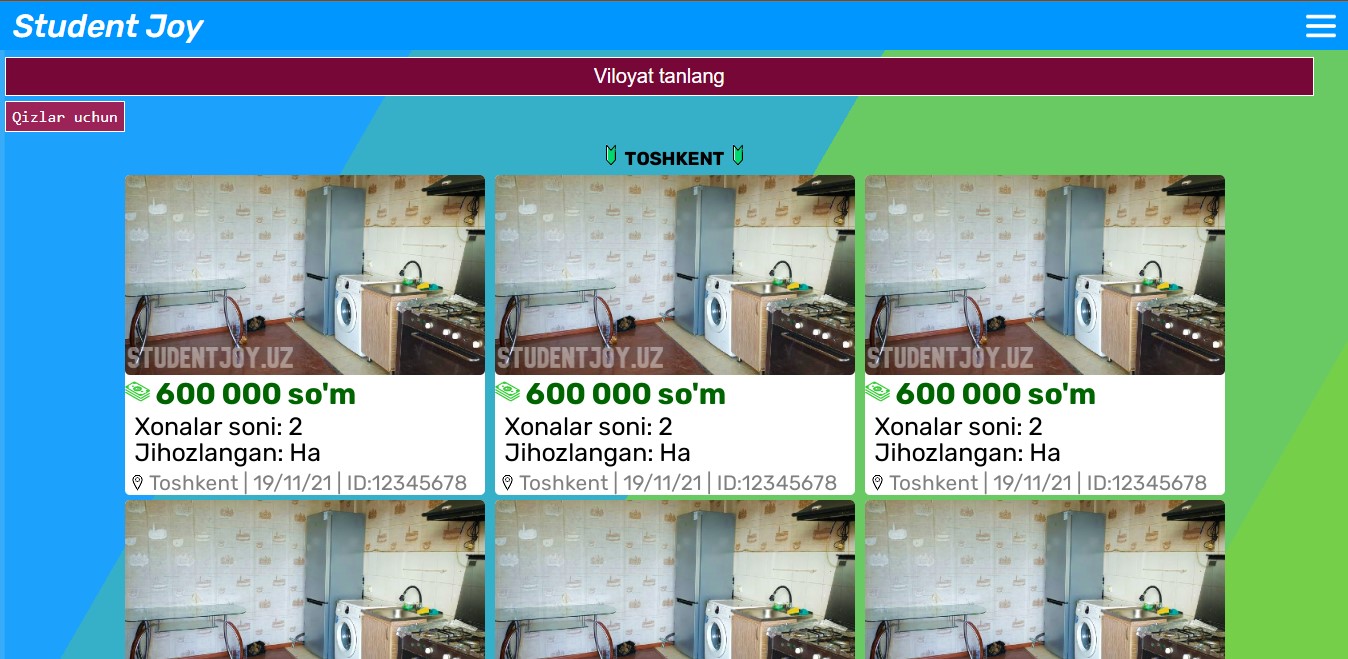 Student Joy
Viloyat tanlang
Qizlar uchun
TOSHKENT
STUDENTJOY.UZ
600 000 so'm
Xonalar soni: 2
Jihozlangan: Ha
Toshkent | 19/11/21 | ID:12345678
STUDENTJOY.UZ
600 000 so'm
Xonalar soni: 2
Jihozlangan: Ha
Toshkent | 19/11/21 | ID:12345678
STUDENTJOY.UZ
600 000 so'm
Xonalar soni: 2
Jihozlangan: Ha
Toshkent | 19/11/21 | ID:12345678